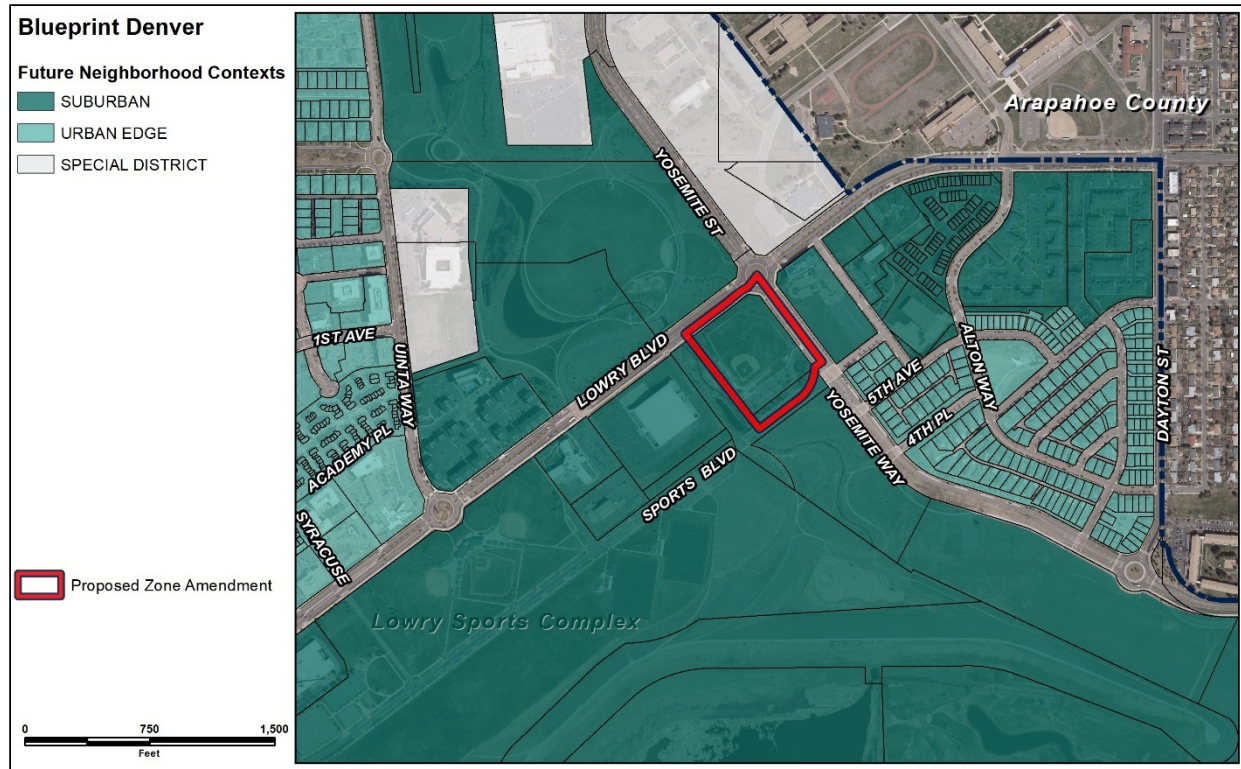 Blueprint Denver
Future Neighborhood Contexts
SUBURBAN
URBAN EDGE
SPECIAL DISTRICT
Proposed Zone Amendment
0 750 1,500
Feet
Arapahoe County
YOSEMITE ST
1ST AVE
UINTA WAY
LOWRY BLVD
ALTON WAY
5TH AVE
4TH PL
DAYTON ST
YOSEMITE WAY
ACADEMY PL
SPORTS BLVD
SYRACUSE
Lowry Sports Complex